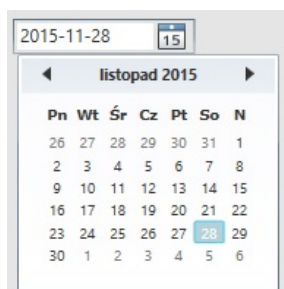 2015-11-28 15
listopad 2015
Pn Wt Śr Cz Pt So N
26 27 28 29 30 31 1
2 3 4 5 6 7 8
9 10 11 12 13 14 15
16 17 18 19 20 21 22
23 24 25 26 27 28 29
30 1 2 3 4 5 6